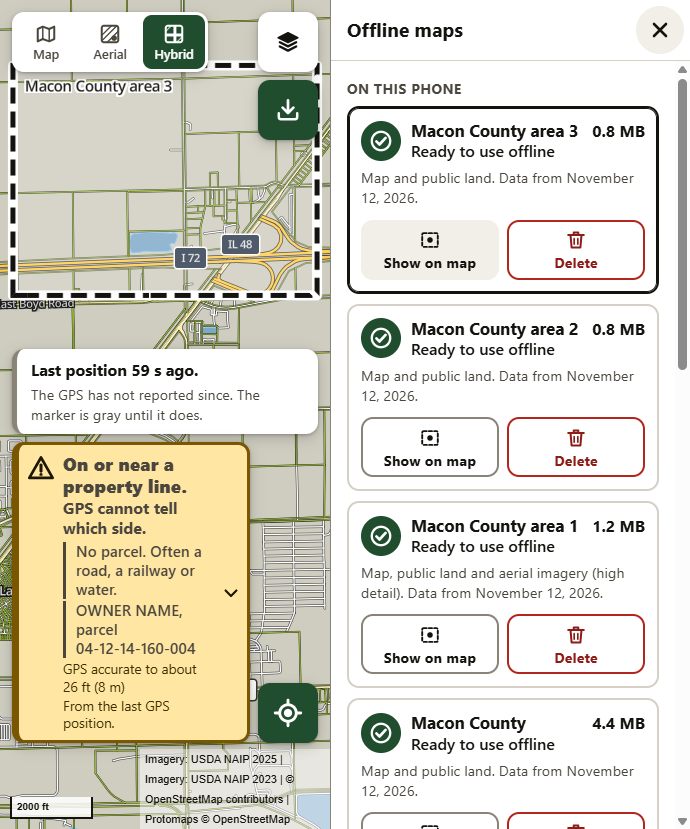 Map
Aerial
Hybrid
Macon County area 3
IL 48
I 72
ast Boyd Road
Last position 59 s ago.
The GPS has not reported since. The
marker is gray until it does.
On or near a
property line.
GPS cannot tell
which side.
No parcel. Often a
road, a railway or
water.
OWNER NAME,
parcel
04-12-14-160-004
GPS accurate to about
26 ft (8 m)
From the last GPS
position.
La
2000 ft
Imagery: USDA NAIP 2025 |
Imagery: USDA NAIP 2023 | ©
OpenStreetMap contributors |
Protomaps © OpenStreetMap
Offline maps
ON THIS PHONE
Macon County area 3 0.8 MB
Ready to use offline
Map and public land. Data from November
12, 2026.
Show on map
Delete
Macon County area 2 0.8 MB
Ready to use offline
Map and public land. Data from November
12, 2026.
Show on map
Delete
Macon County area 1 1.2 MB
Ready to use offline
Map, public land and aerial imagery (high
detail). Data from November 12, 2026.
Show on map
Delete
Macon County 4.4 MB
Ready to use offline
Map and public land. Data from November
12, 2026.